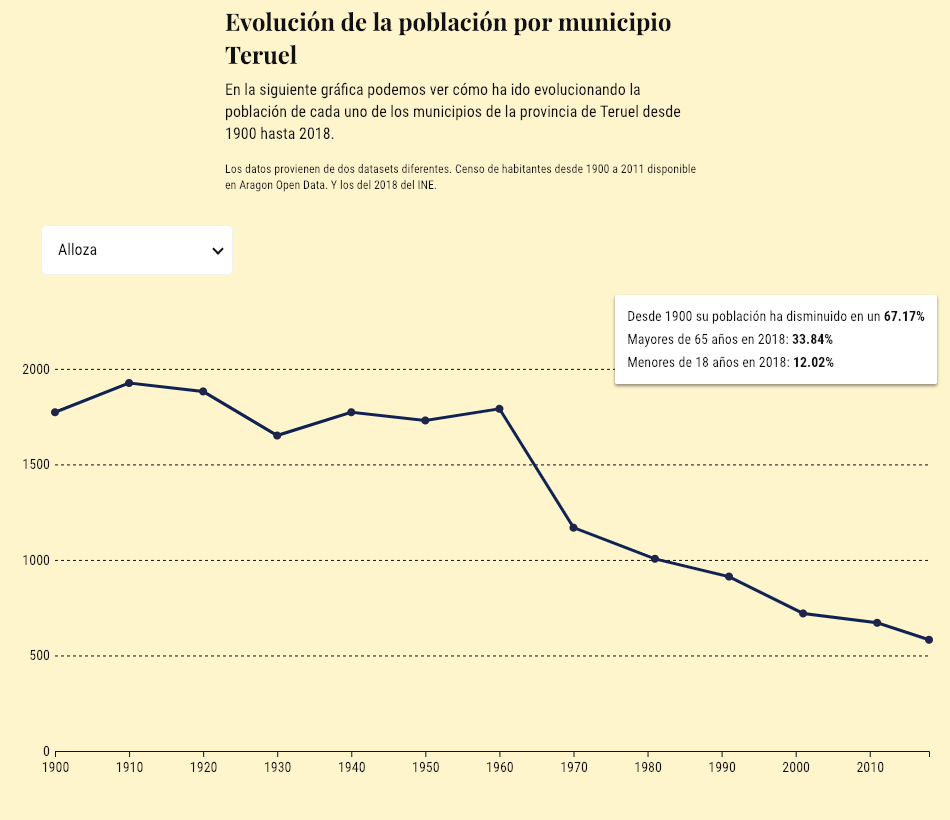 Evolución de la población por municipio
Teruel
En la siguiente gráfica podemos ver cómo ha ido evolucionando la
población de cada uno de los municipios de la provincia de Teruel desde
1900 hasta 2018.
Los datos provienen de dos datasets diferentes. Censo de habitantes desde 1900 a 2011 disponible
en Aragon Open Data. Y los del 2018 del INE.
Alloza
Desde 1900 su población ha disminuido en un 67.17%
Mayores de 65 años en 2018: 33.84%
Menores de 18 años en 2018: 12.02%
2000
1500
1000
500
0
1900 1910 1920 1930 1940 1950 1960 1970 1980 1990 2000 2010